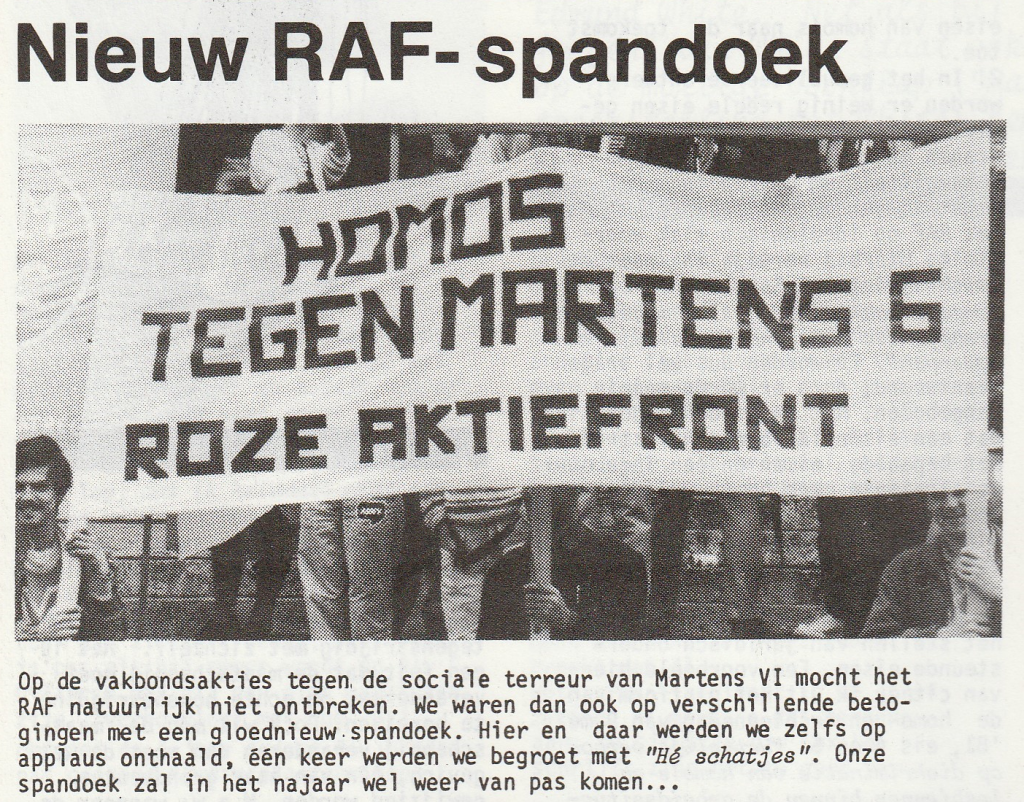 Nieuw RAF- spandoek
HOMOS
TEGEN MARTENS 6
ROZE AKTIEFRONT
Op de vakbondsakties tegen de sociale terreur van Martens VI mocht het
RAF natuurlijk niet ontbreken. We waren dan ook op verschillende beto-
gingen met een gloednieuw spandoek. Hier en daar werden we zelfs op
applaus onthaald, één keer werden we begroet met "Hé schatjes". Onze
spandoek zal in het najaar wel weer van pas komen...